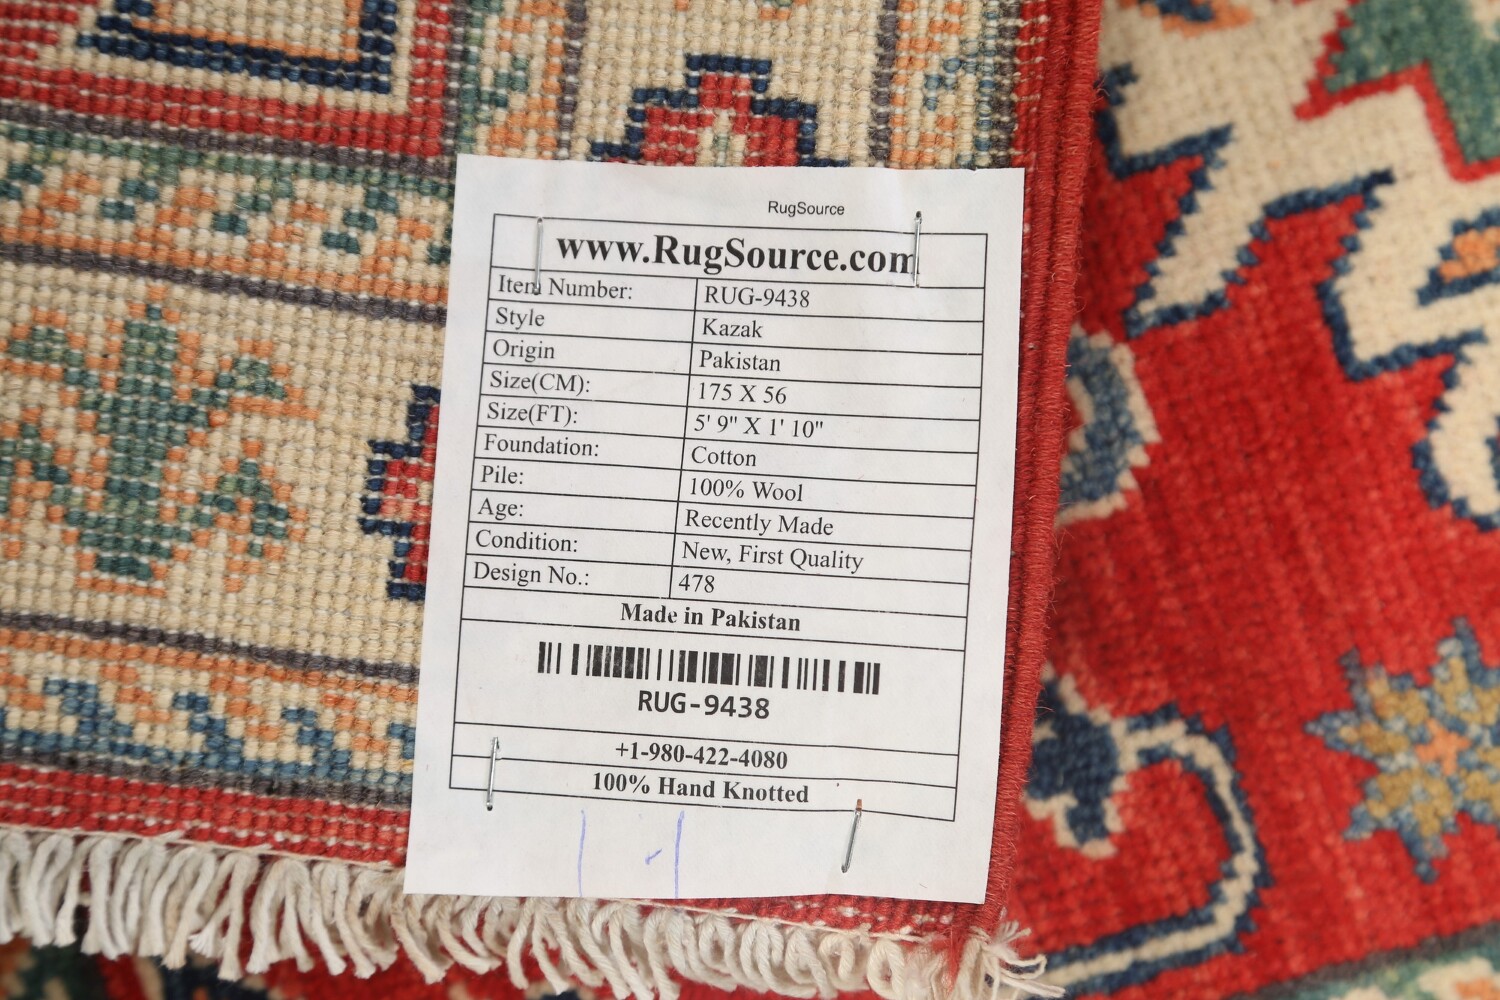 RugSource
www.RugSource.com
Item Number: RUG-9438
Style Kazak
Origin Pakistan
Size(CM): 175 X 56
Size(FT): 5' 9" X 1' 10"
Foundation: Cotton
Pile: 100% Wool
Age: Recently Made
Condition: New, First Quality
Design No.: 478
Made in Pakistan
RUG-9438
+1-980-422-4080
100% Hand Knotted